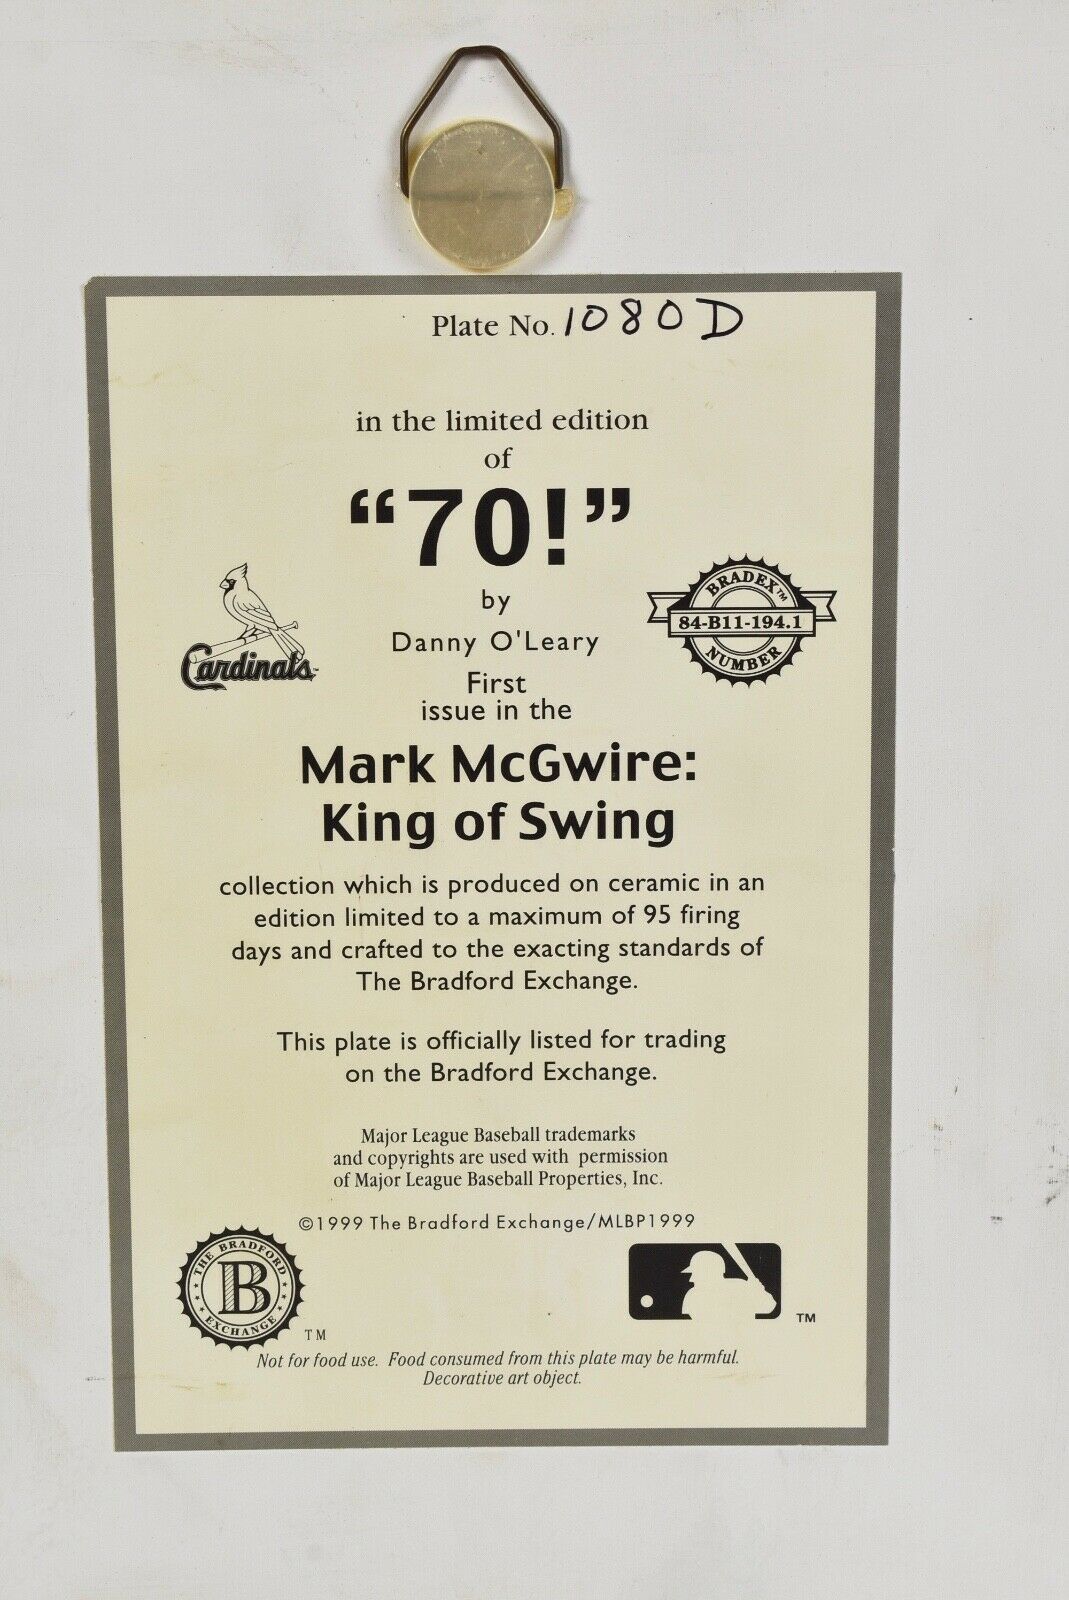 Plate No. 1080D
in the limited edition
of
“70!”
by
Danny O'Leary
Cardinals™
BRADEX™
84-B11-194.1
NUMBER
First
issue in the
Mark McGwire:
King of Swing
collection which is produced on ceramic in an
edition limited to a maximum of 95 firing
days and crafted to the exacting standards of
The Bradford Exchange.
This plate is officially listed for trading
on the Bradford Exchange.
Major League Baseball trademarks
and copyrights are used with permission
of Major League Baseball Properties, Inc.
©1999 The Bradford Exchange/MLBP1999
THE BRADFORD
B
EXCHANGE
TM
TM
Not for food use. Food consumed from this plate may be harmful.
Decorative art object.